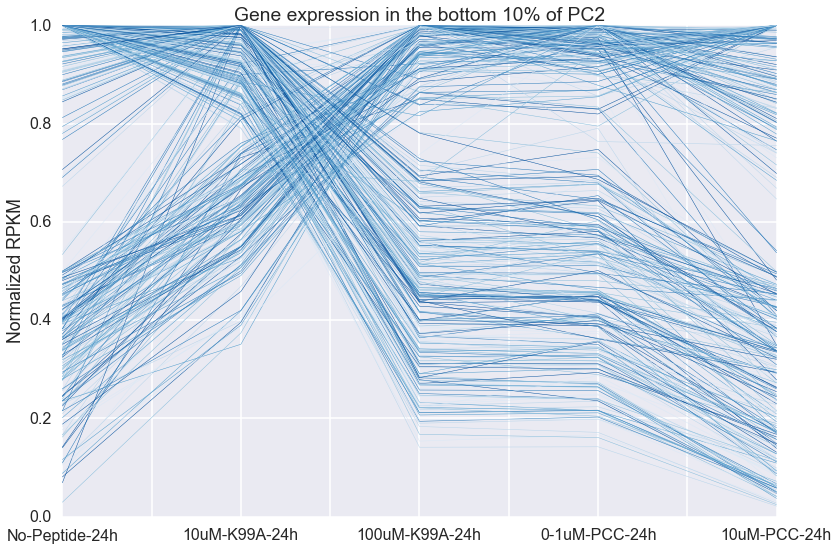 Gene expression in the bottom 10% of PC2
1.0
0.8
0.6
0.4
0.2
0.0
Normalized RPKM
No-Peptide-24h 10uM-K99A-24h 100uM-K99A-24h 0-1uM-PCC-24h 10uM-PCC-24h